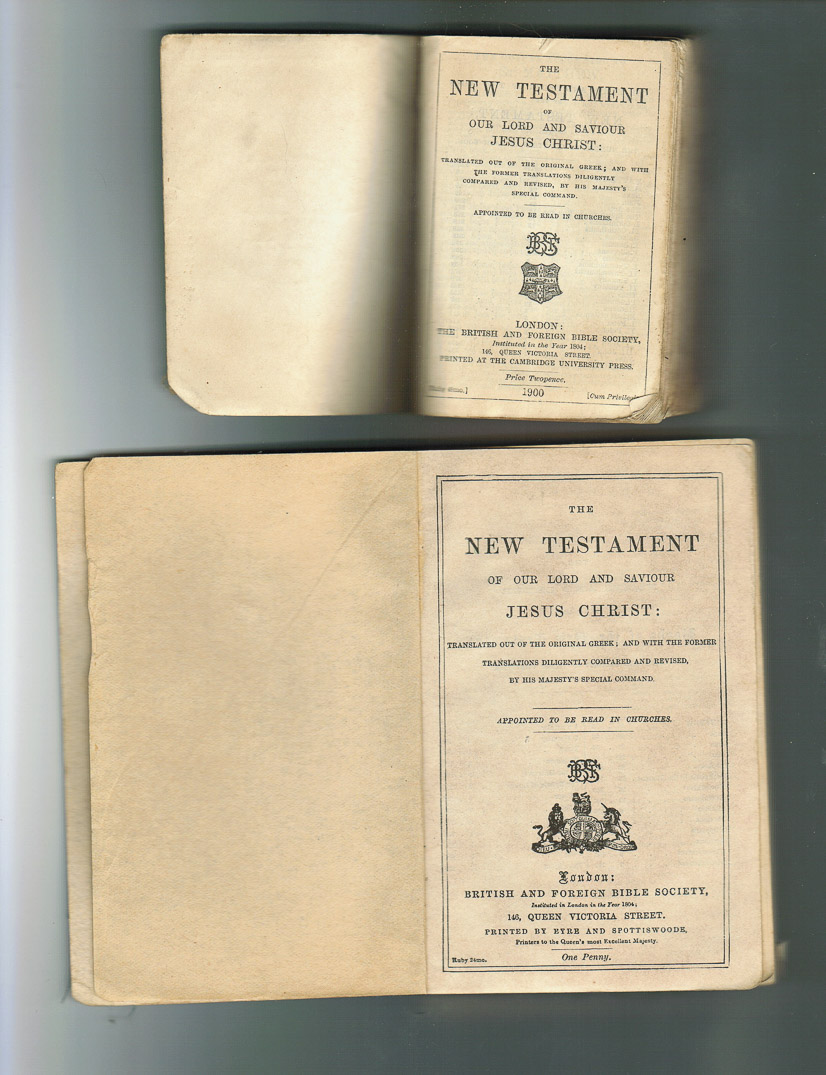 THE
NEW TESTAMENT
OF
OUR LORD AND SAVIOUR
JESUS CHRIST:
TRANSLATED OUT OF THE ORIGINAL GREEK; AND WITH
THE FORMER TRANSLATIONS DILIGENTLY
COMPARED AND REVISED, BY HIS MAJESTY'S
SPECIAL COMMAND.
APPOINTED TO BE READ IN CHURCHES.
LONDON:
THE BRITISH AND FOREIGN BIBLE SOCIETY,
Instituted in the Year 1804;
146, QUEEN VICTORIA STREET.
PRINTED AT THE CAMBRIDGE UNIVERSITY PRESS.
Price Twopence.
1900
[Cum Privilegio
THE
NEW TESTAMENT
OF OUR LORD AND SAVIOUR
JESUS CHRIST:
TRANSLATED OUT OF THE ORIGINAL GREEK; AND WITH THE FORMER
TRANSLATIONS DILIGENTLY COMPARED AND REVISED,
BY HIS MAJESTY'S SPECIAL COMMAND.
APPOINTED TO BE READ IN CHURCHES.
London:
BRITISH AND FOREIGN BIBLE SOCIETY,
Instituted in London in the Year 1804;
146, QUEEN VICTORIA STREET.
PRINTED BY EYRE AND SPOTTISWOODE,
Printers to the Queen's most Excellent Majesty.
Ruby 24mo.
One Penny.